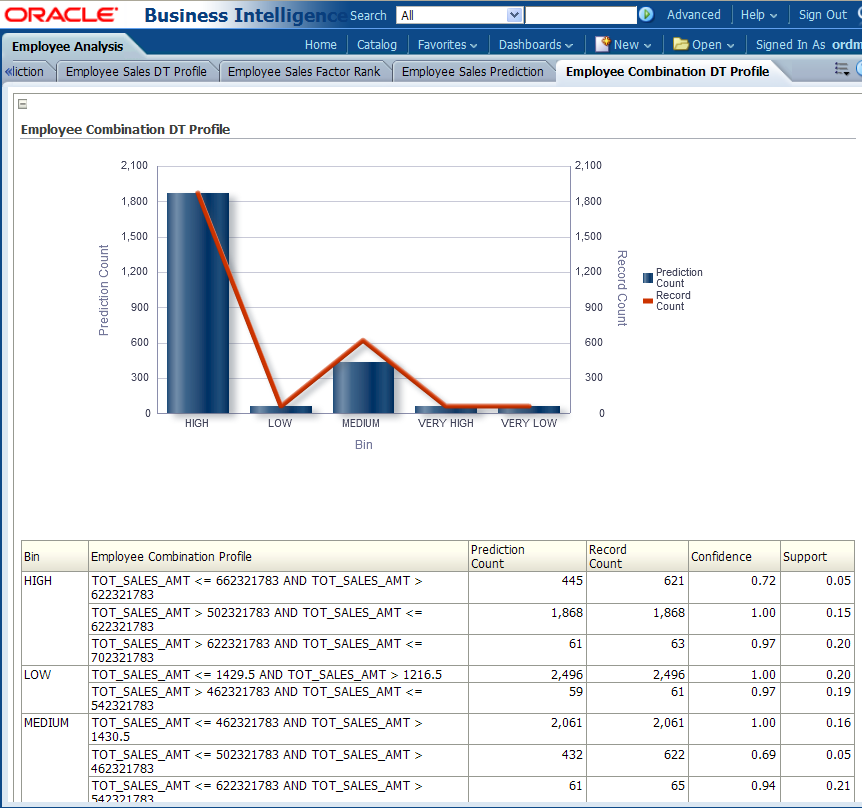 ORACLE Business Intelligence Search All Advanced Help Sign Out
Employee Analysis Home Catalog Favorites Dashboards New Open Signed In As ordm
«liction Employee Sales DT Profile Employee Sales Factor Rank Employee Sales Prediction Employee Combination DT Profile
Employee Combination DT Profile
2,100 2,100
1,800 1,800
1,500 1,500
1,200 1,200
900 900
600 600
300 300
0 0
Prediction Count
Record Count
Prediction
Count
Record
Count
HIGH LOW MEDIUM VERY HIGH VERY LOW
Bin
Bin Employee Combination Profile Prediction Count Record Count Confidence Support
HIGH TOT_SALES_AMT <= 662321783 AND TOT_SALES_AMT > 445 621 0.72 0.05
622321783
TOT_SALES_AMT > 502321783 AND TOT_SALES_AMT <= 1,868 1,868 1.00 0.15
622321783
TOT_SALES_AMT > 622321783 AND TOT_SALES_AMT <= 61 63 0.97 0.20
702321783
LOW TOT_SALES_AMT <= 1429.5 AND TOT_SALES_AMT > 1216.5 2,496 2,496 1.00 0.20
TOT_SALES_AMT > 462321783 AND TOT_SALES_AMT <= 59 61 0.97 0.19
542321783
MEDIUM TOT_SALES_AMT <= 462321783 AND TOT_SALES_AMT > 2,061 2,061 1.00 0.16
1430.5
TOT_SALES_AMT <= 502321783 AND TOT_SALES_AMT > 432 622 0.69 0.05
462321783
TOT_SALES_AMT <= 622321783 AND TOT_SALES_AMT > 61 65 0.94 0.21
542321783